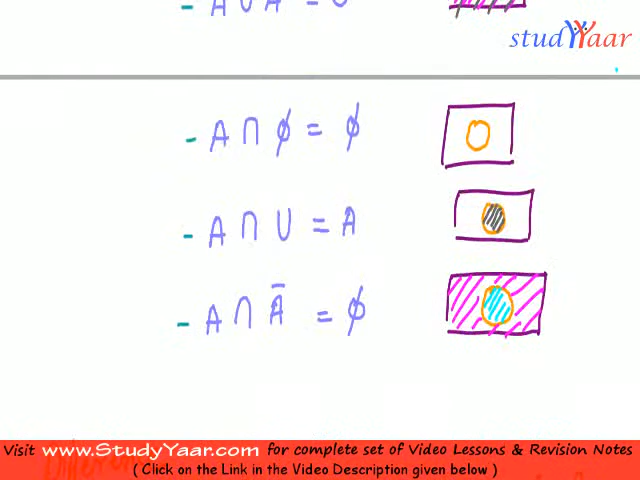 studYYaar
- A ∩ ϕ = ϕ
- A ∩ U = A
- A ∩ Ā = ϕ
Visit www.StudyYaar.com for complete set of Video Lessons & Revision Notes
( Click on the Link in the Video Description given below )